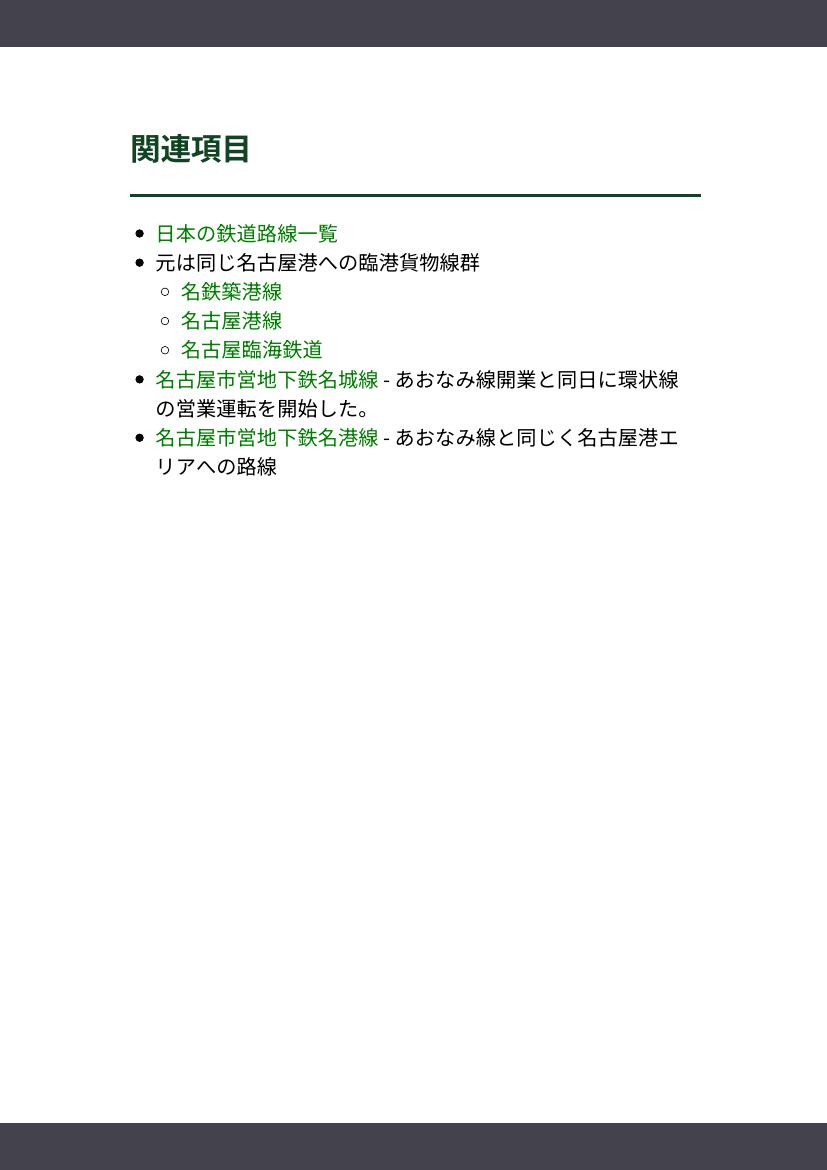 関連項目
日本の鉄道路線一覧
元は同じ名古屋港への臨港貨物線群
名鉄築港線
名古屋港線
名古屋臨海鉄道
名古屋市営地下鉄名城線 - あおなみ線開業と同日に環状線
の営業運転を開始した。
名古屋市営地下鉄名港線 - あおなみ線と同じく名古屋港エ
リアへの路線